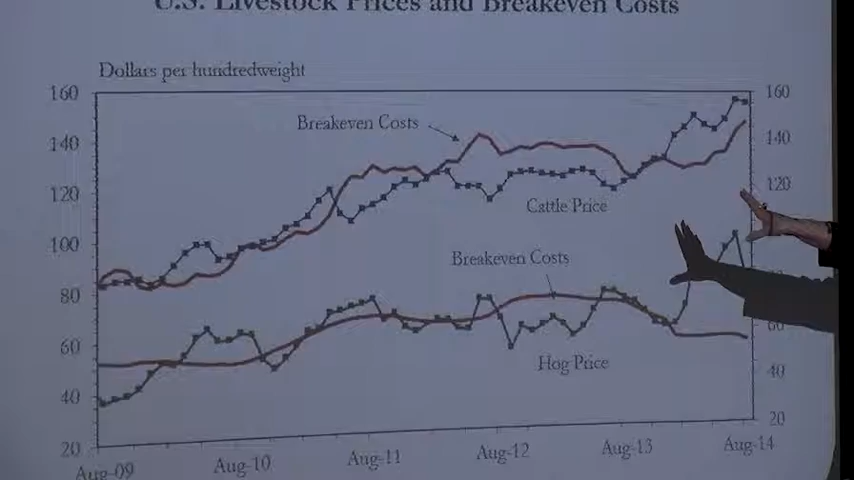 U.S. Livestock Prices and Breakeven Costs
Dollars per hundredweight
160
160
Breakeven Costs
140
140
120
120
Cattle Price
100
Breakeven Costs
80
60
60
Hog Price
40
40
20
20
Aug-09
Aug-10
Aug-11
Aug-12
Aug-13
Aug-14